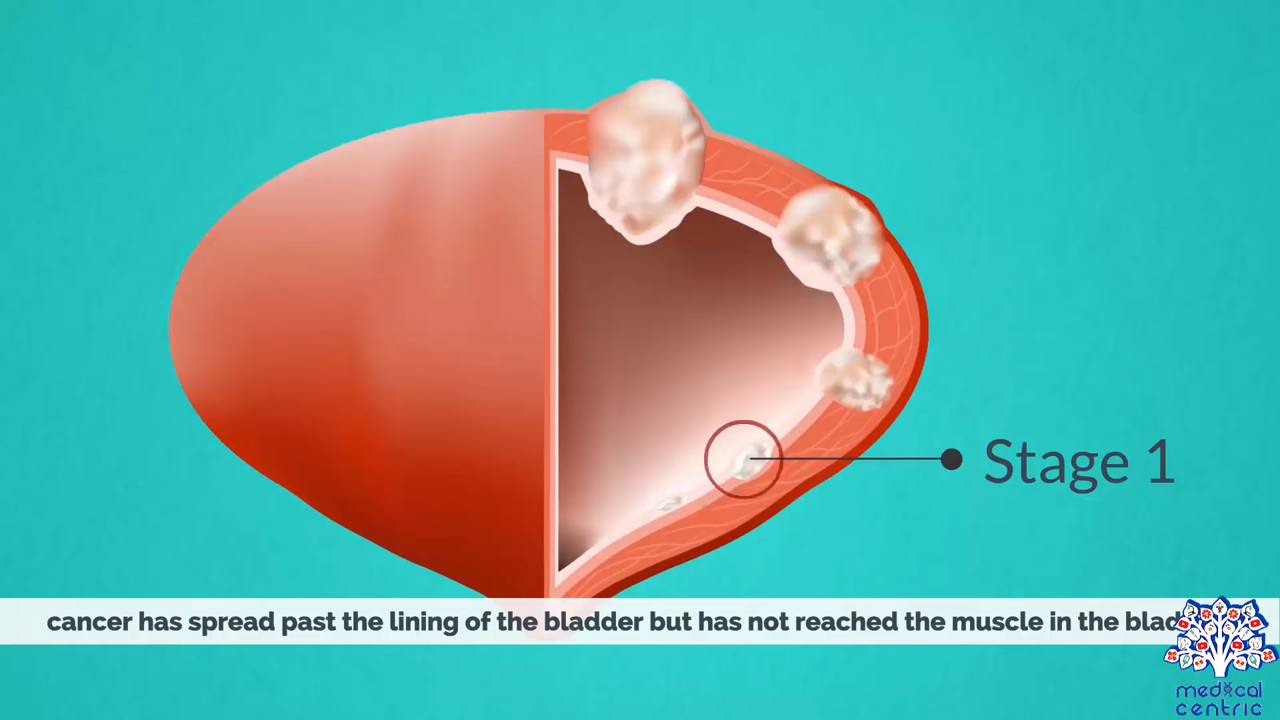 Stage 1
cancer has spread past the lining of the bladder but has not reached the muscle in the
medical
centric